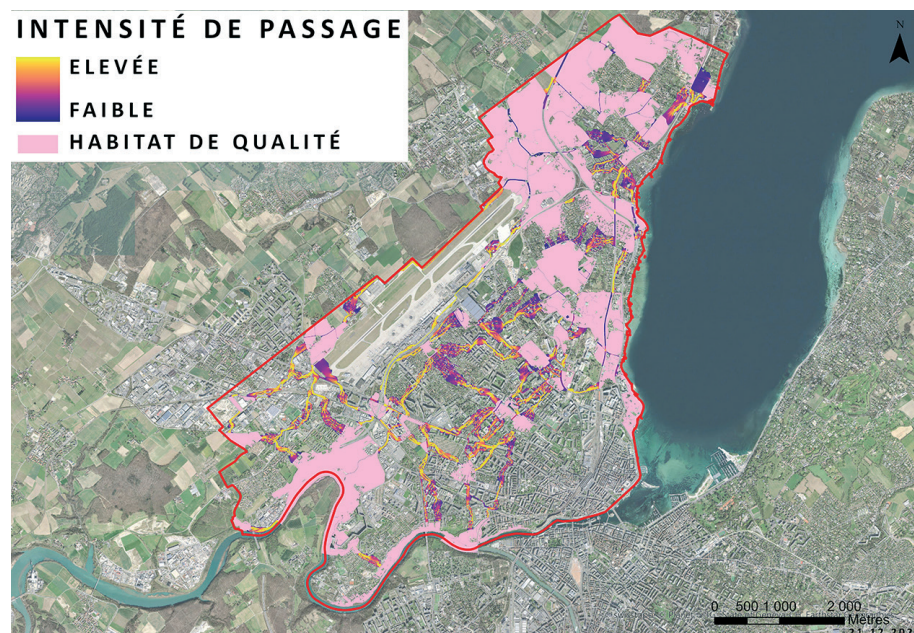 INTENSITÉ DE PASSAGE
ELEVÉE
FAIBLE
HABITAT DE QUALITÉ
N
0 500 1 000 2 000
Mètres